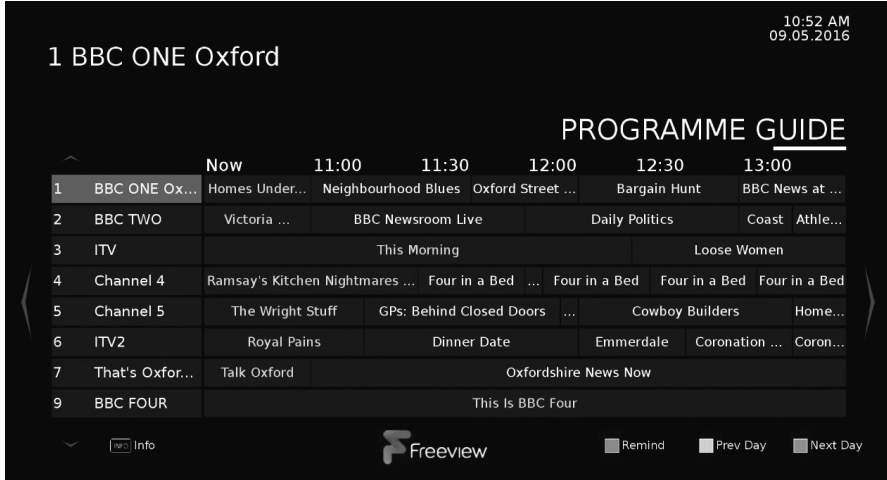 10:52 AM
09.05.2016
1 BBC ONE Oxford
PROGRAMME GUIDE
Now 11:00 11:30 12:00 12:30 13:00
1 BBC ONE Ox... Homes Under... Neighbourhood Blues Oxford Street ... Bargain Hunt BBC News at ...
2 BBC TWO Victoria ... BBC Newsroom Live Daily Politics Coast Athle...
3 ITV This Morning Loose Women
4 Channel 4 Ramsay's Kitchen Nightmares ... Four in a Bed ... Four in a Bed Four in a Bed Four in a Bed
5 Channel 5 The Wright Stuff GPs: Behind Closed Doors ... Cowboy Builders Home...
6 ITV2 Royal Pains Dinner Date Emmerdale Coronation ... Coron...
7 That's Oxfor... Talk Oxford Oxfordshire News Now
9 BBC FOUR This Is BBC Four
INFO Info Freeview Remind Prev Day Next Day